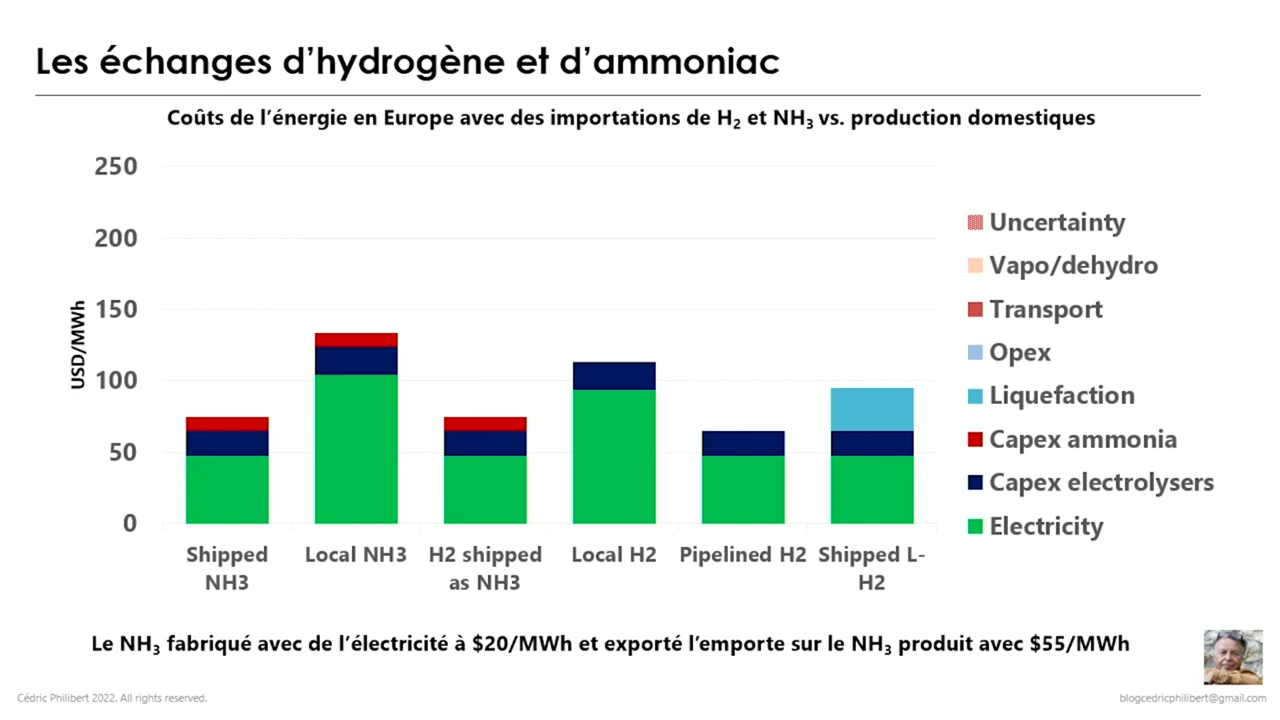 Les échanges d’hydrogène et d’ammoniac
Coûts de l’énergie en Europe avec des importations de H₂ et NH₃ vs. production domestiques
USD/MWh
250
200
150
100
50
0
Shipped NH3
Local NH3
H2 shipped as NH3
Local H2
Pipelined H2
Shipped L-H2
Uncertainty
Vapo/dehydro
Transport
Opex
Liquefaction
Capex ammonia
Capex electrolysers
Electricity
Le NH₃ fabriqué avec de l’électricité à $20/MWh et exporté l’emporte sur le NH₃ produit avec $55/MWh
Cédric Philibert 2022. All rights reserved.
blogcedricphilibert@gmail.com